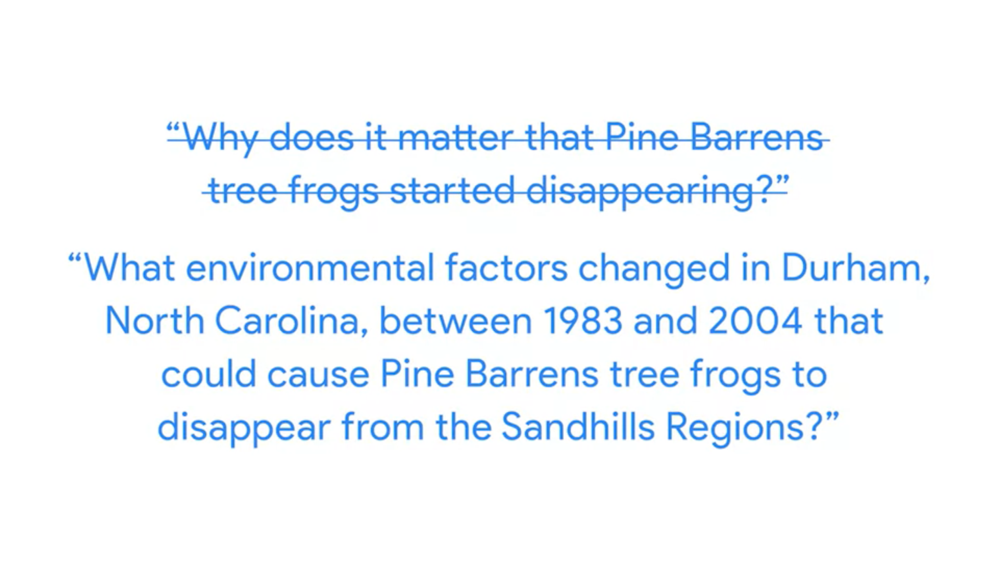 “Why does it matter that Pine Barrens
tree frogs started disappearing?”
“What environmental factors changed in Durham,
North Carolina, between 1983 and 2004 that
could cause Pine Barrens tree frogs to
disappear from the Sandhills Regions?”